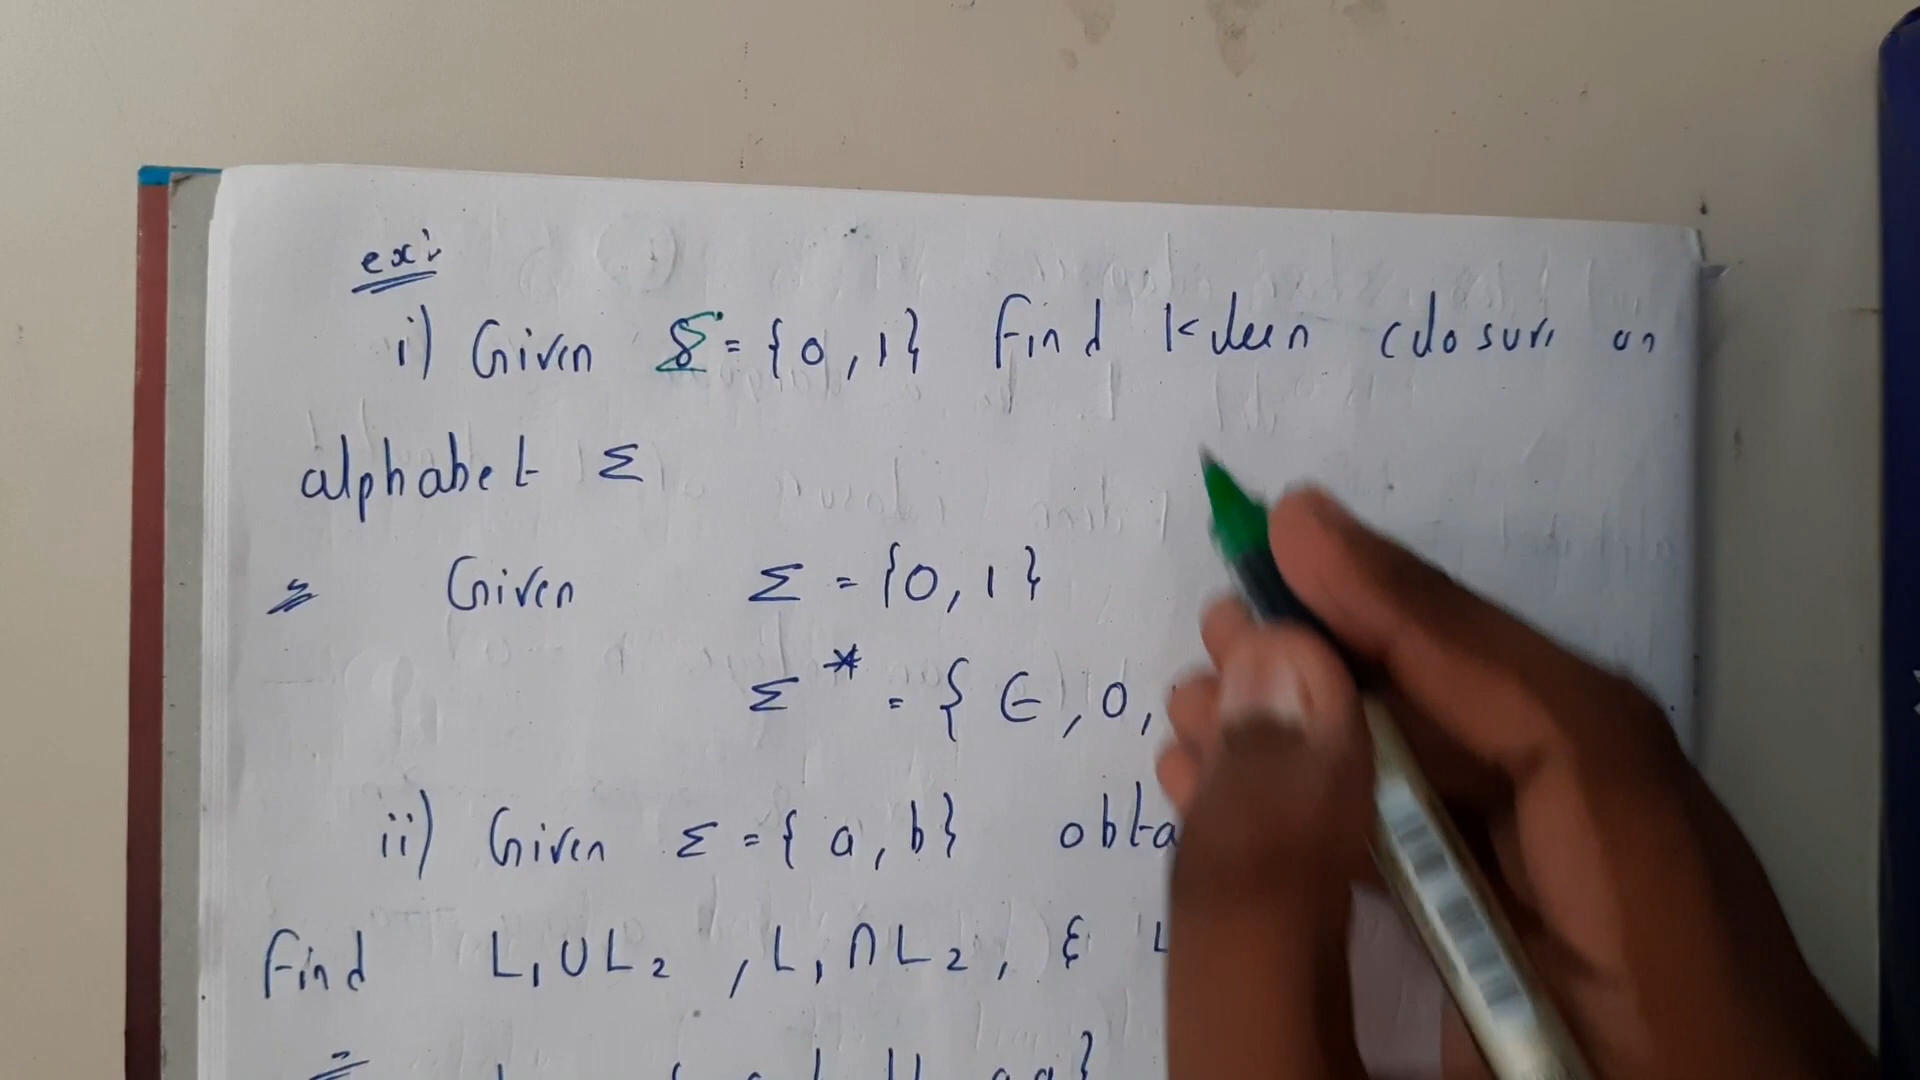 ex:
i) Given Σ = {0,1} Find Kleen closure on
alphabet Σ
⇒ Given Σ = {0,1}
Σ* = { ∈, 0,
ii) Given Σ = { a, b} obta
Find L₁ ∪ L₂ , L₁ ∩ L₂ , & L